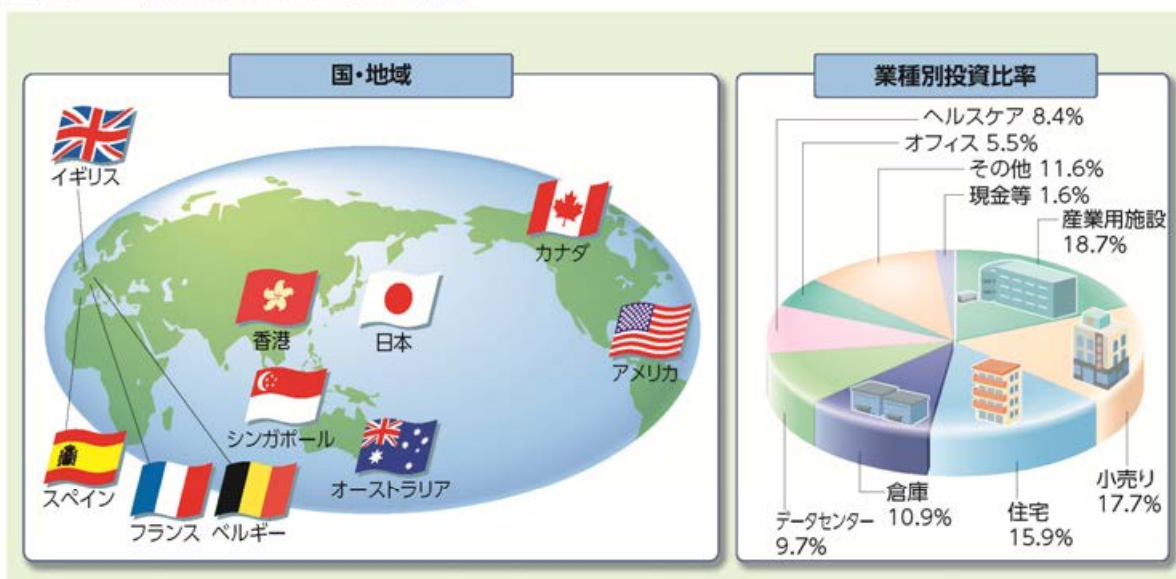 国・地域
イギリス
カナダ
香港
日本
アメリカ
シンガポール
オーストラリア
スペイン
フランス
ベルギー
業種別投資比率
ヘルスケア 8.4%
オフィス 5.5%
その他 11.6%
現金等 1.6%
産業用施設
18.7%
小売り
17.7%
住宅
15.9%
倉庫
10.9%
データセンター
9.7%